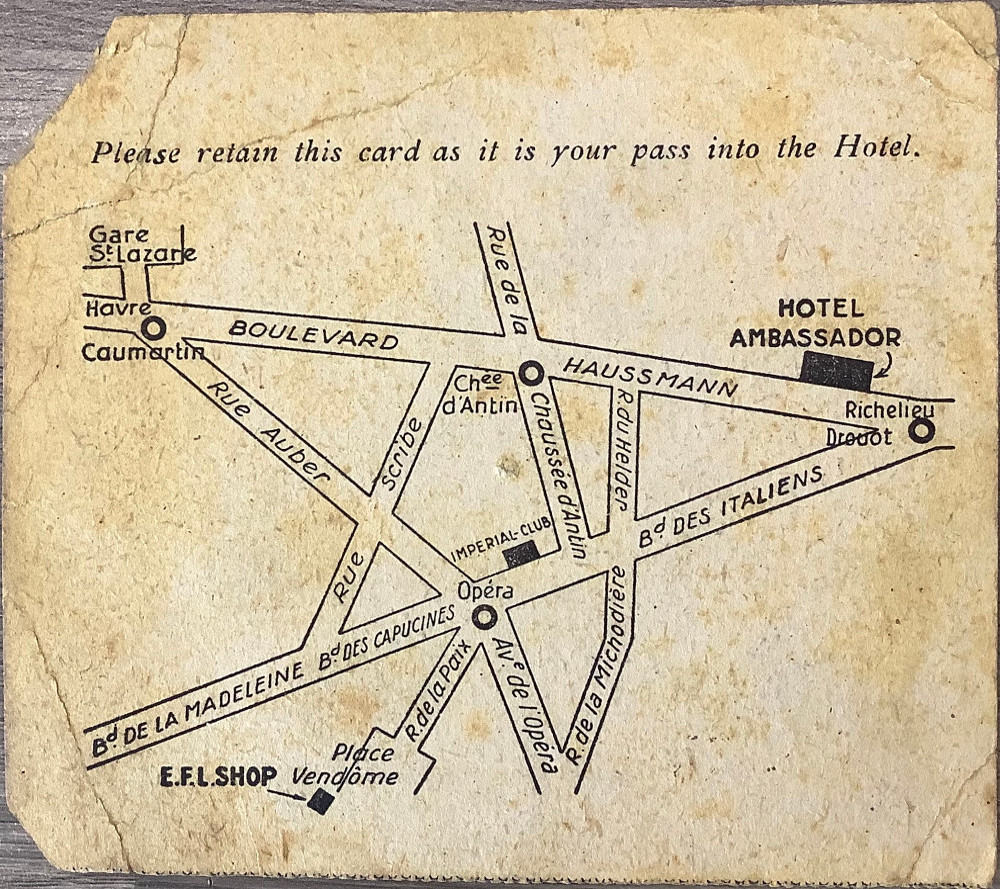 Please retain this card as it is your pass into the Hotel.
Gare
St Lazare
Rue de la
Havre
Caumartin
BOULEVARD
HAUSSMANN
HOTEL
AMBASSADOR
Chée
d'Antin
Richelieu
Drouot
Rue Auber
Scribe
Chaussée d'Antin
R. du Helder
Bd DES ITALIENS
IMPERIAL-CLUB
Rue
Opéra
Bd DES CAPUCINES
Bd DE LA MADELEINE
R. de la Paix
Ave de l'Opéra
R. de la Michodière
Place
Vendôme
E.F.L. SHOP